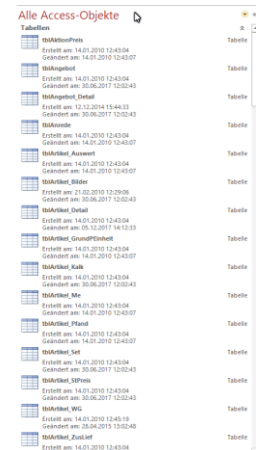 Alle Access-Objekte
Tabellen
tblAktionPreis Tabelle
Erstellt am: 14.01.2010 12:43:04
Geändert am: 14.01.2010 12:43:07
tblAngebot Tabelle
Erstellt am: 14.01.2010 12:43:04
Geändert am: 30.06.2017 12:02:43
tblAngebot_Detail Tabelle
Erstellt am: 12.12.2014 15:44:33
Geändert am: 30.06.2017 12:02:43
tblAnrede Tabelle
Erstellt am: 14.01.2010 12:43:04
Geändert am: 14.01.2010 12:43:07
tblArtikel_Auswert Tabelle
Erstellt am: 14.01.2010 12:43:04
Geändert am: 14.01.2010 12:43:07
tblArtikel_Bilder Tabelle
Erstellt am: 21.02.2010 12:29:06
Geändert am: 30.06.2017 12:02:43
tblArtikel_Detail Tabelle
Erstellt am: 14.01.2010 12:43:04
Geändert am: 05.12.2017 14:12:33
tblArtikel_GrundPEinheit Tabelle
Erstellt am: 14.01.2010 12:43:04
Geändert am: 14.01.2010 12:43:07
tblArtikel_Kalk Tabelle
Erstellt am: 14.01.2010 12:43:04
Geändert am: 30.06.2017 12:02:43
tblArtikel_Me Tabelle
Erstellt am: 14.01.2010 12:43:04
Geändert am: 14.01.2010 12:43:07
tblArtikel_Pfand Tabelle
Erstellt am: 14.01.2010 12:43:04
Geändert am: 14.01.2010 12:43:07
tblArtikel_Set Tabelle
Erstellt am: 14.01.2010 12:43:04
Geändert am: 30.06.2017 12:02:43
tblArtikel_StPreis Tabelle
Erstellt am: 14.01.2010 12:43:04
Geändert am: 30.06.2017 12:02:43
tblArtikel_WG Tabelle
Erstellt am: 14.01.2010 12:45:19
Geändert am: 28.04.2015 15:02:48
tblArtikel_ZusLief Tabelle
Erstellt am: 14.01.2010 12:43:04